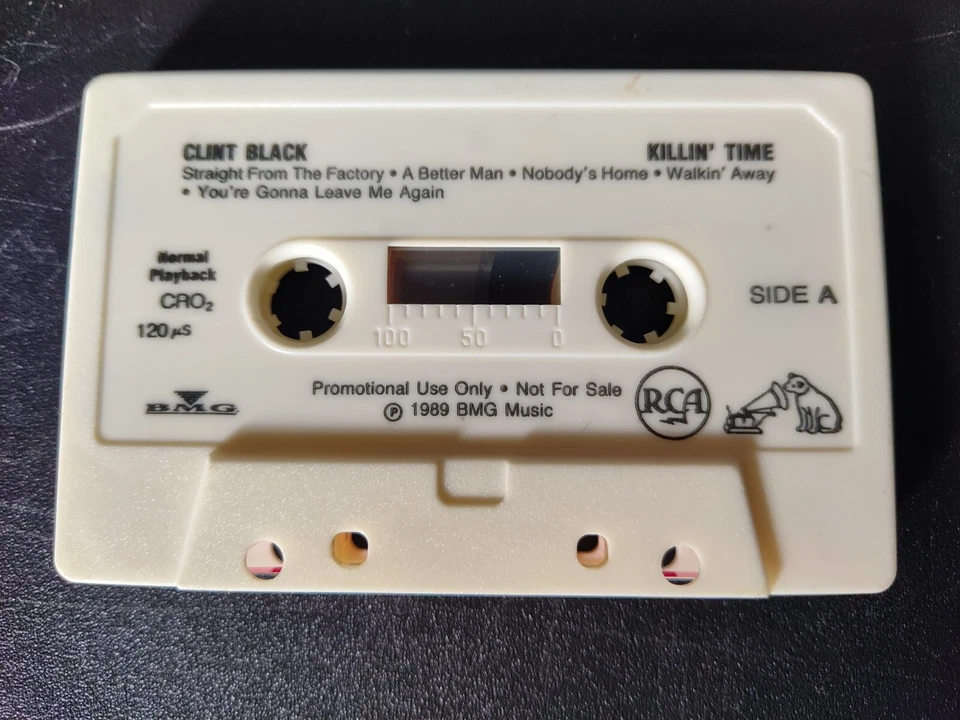 CLINT BLACK KILLIN' TIME
Straight From The Factory • A Better Man • Nobody's Home • Walkin' Away
• You're Gonna Leave Me Again
Normal
Playback
CRO₂
120 µS
SIDE A
100 50 0
Promotional Use Only • Not For Sale
℗ 1989 BMG Music
BMG
RCA